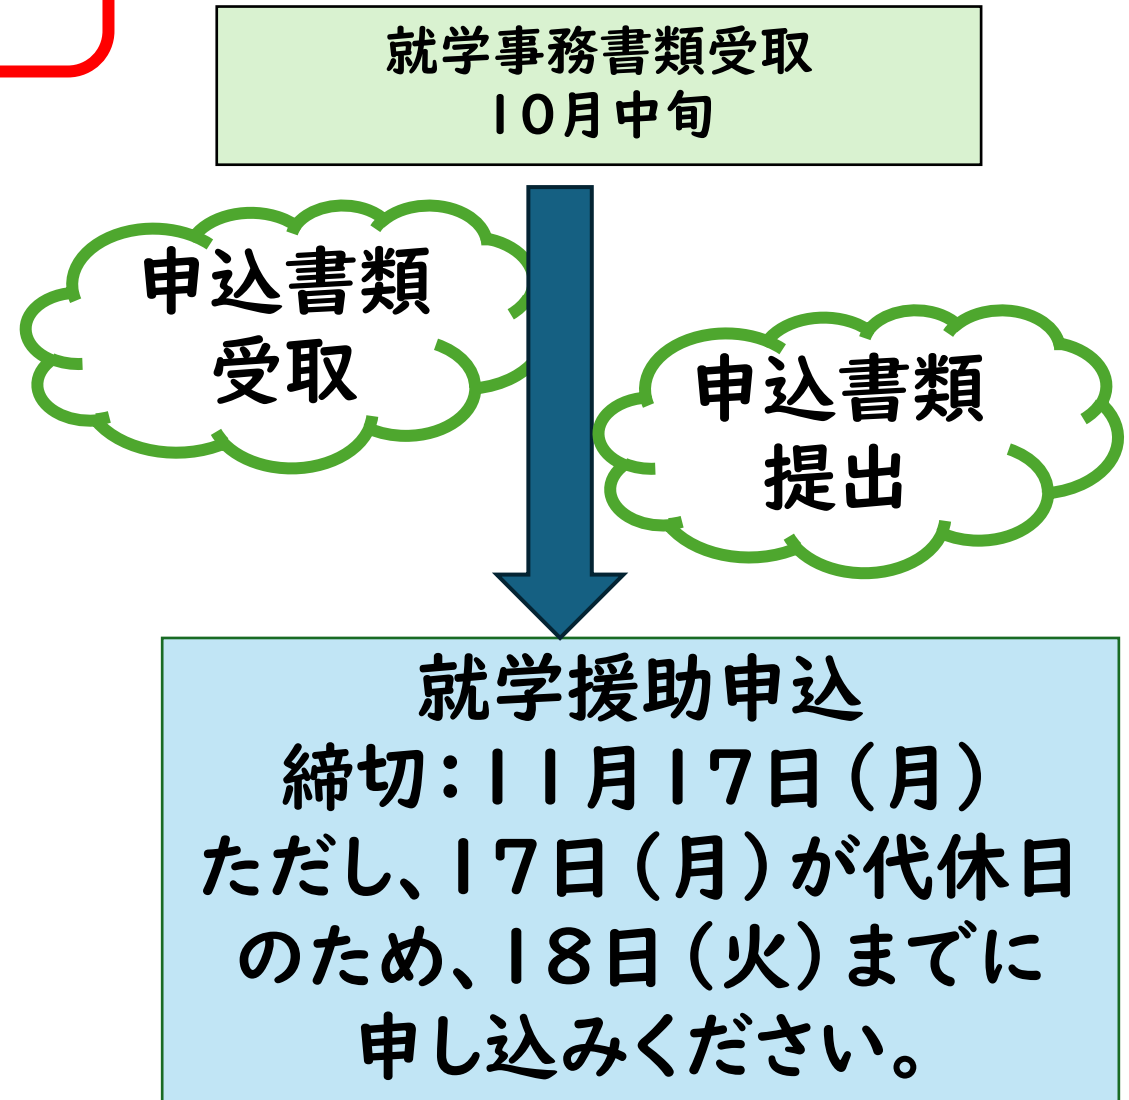 就学事務書類受取
10月中旬
申込書類
受取
申込書類
提出
就学援助申込
締切：11月17日（月）
ただし、17日（月）が代休日
のため、18日（火）までに
申し込みください。